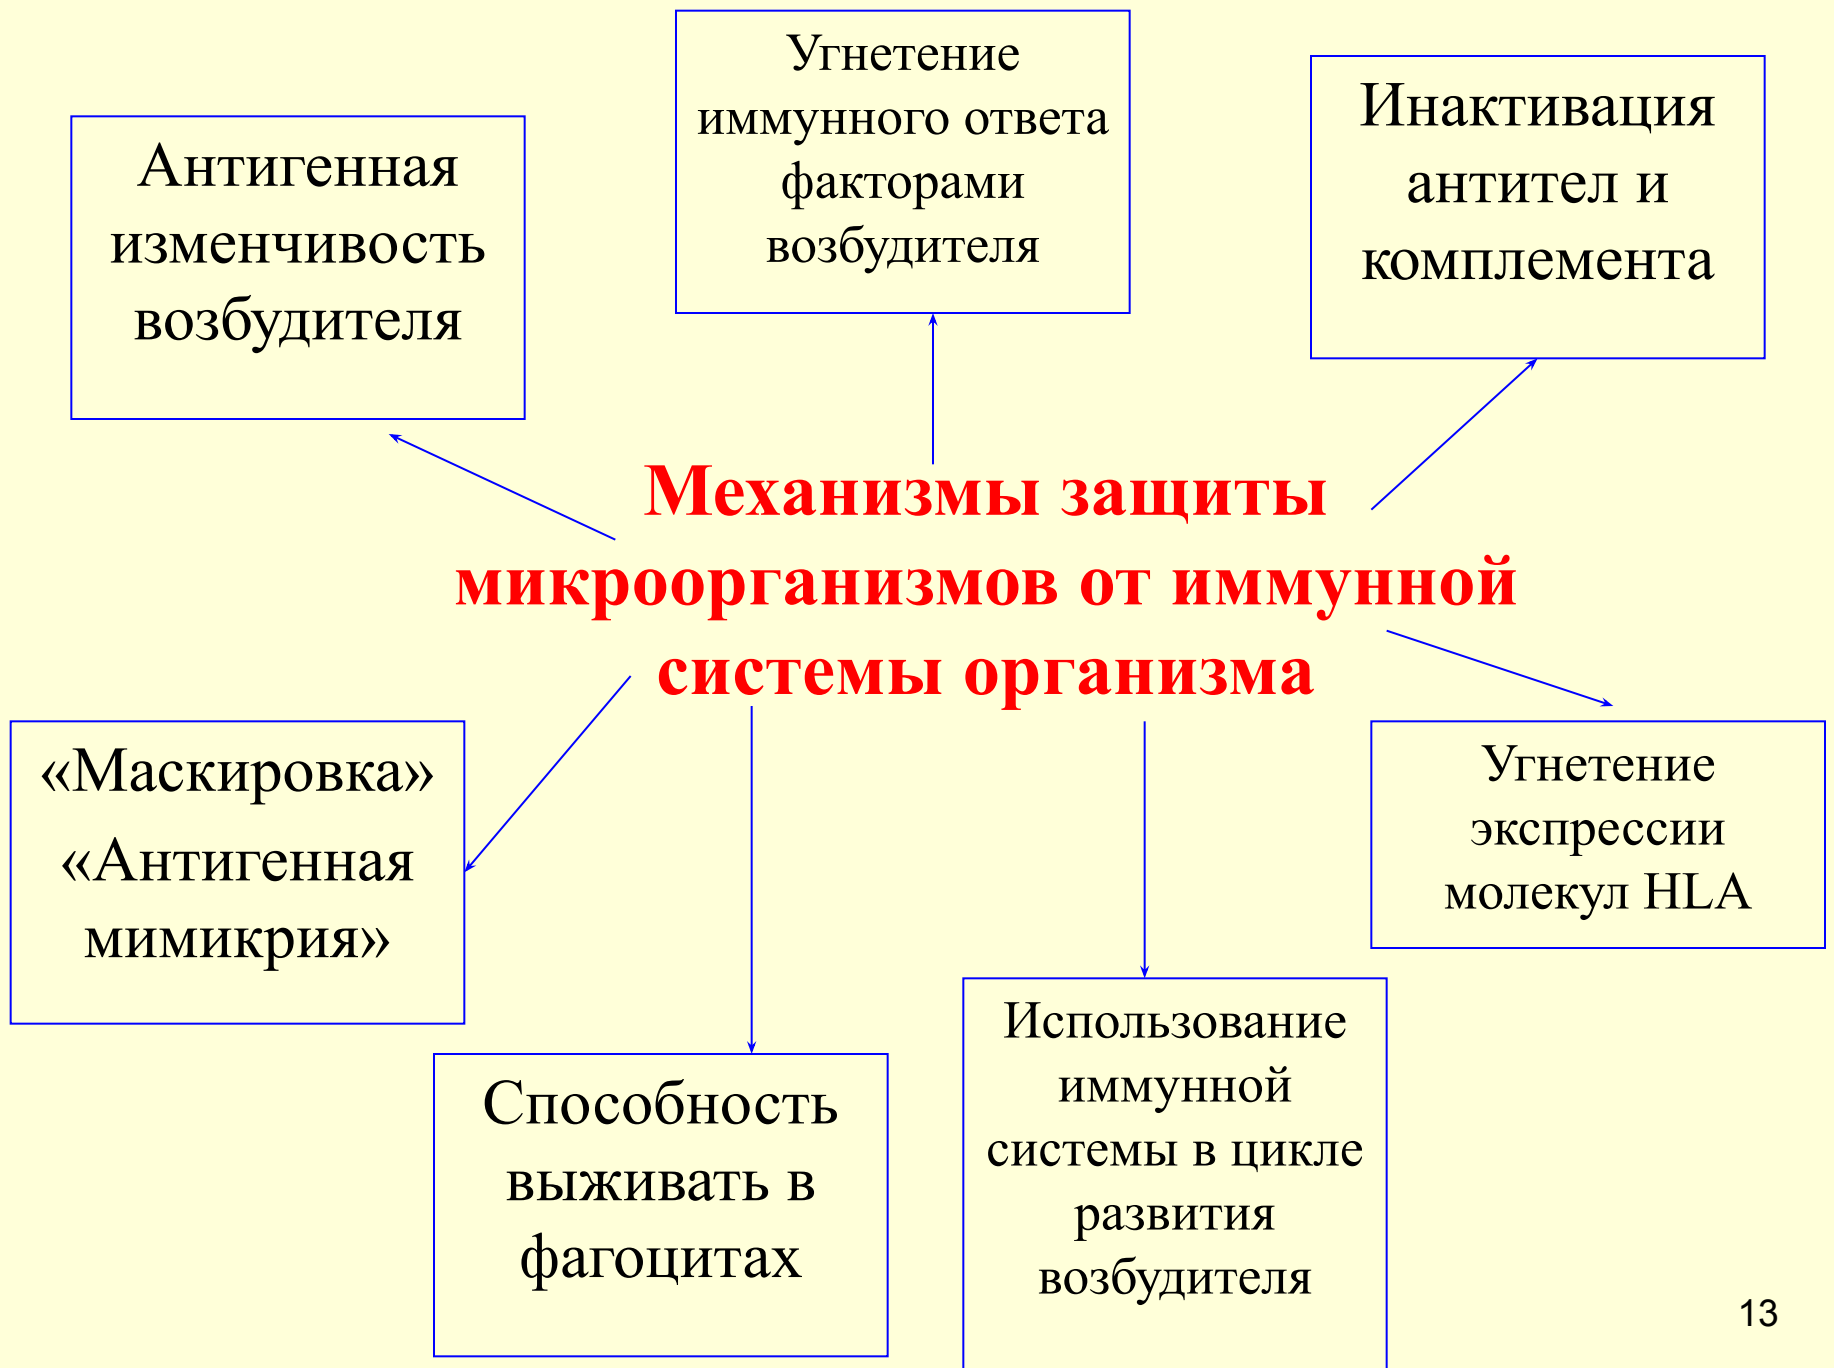 Угнетение
иммунного ответа
факторами
возбудителя
Инактивация
антител и
комплемента
Антигенная
изменчивость
возбудителя
Механизмы защиты
микроорганизмов от иммунной
системы организма
«Маскировка»
«Антигенная
мимикрия»
Угнетение
экспрессии
молекул HLA
Способность
выживать в
фагоцитах
Использование
иммунной
системы в цикле
развития
возбудителя
13